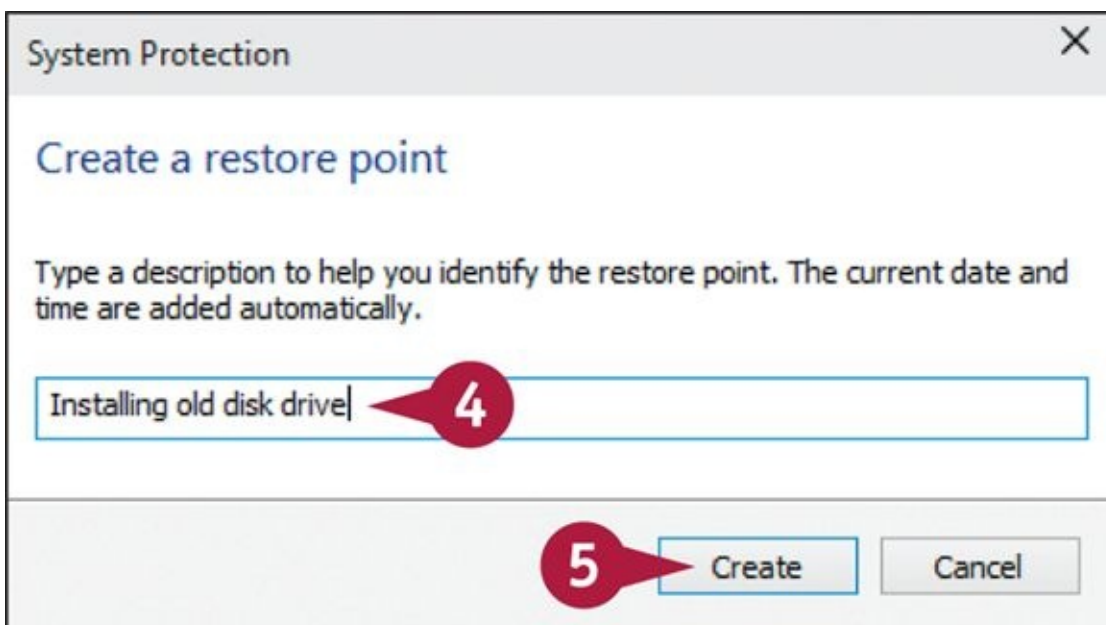 System Protection
Create a restore point
Type a description to help you identify the restore point. The current date and
time are added automatically.
Installing old disk drive
4
5
Create
Cancel